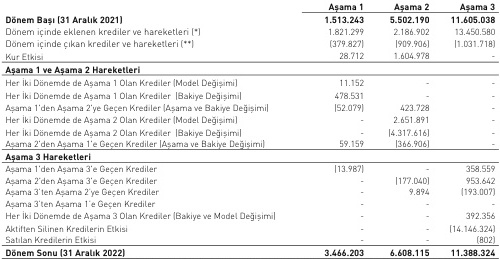 Aşama 1 Aşama 2 Aşama 3
Dönem Başı (31 Aralık 2021) 1.513.243 5.502.190 11.605.038
Dönem içinde eklenen krediler ve hareketleri (*) 1.821.299 2.186.902 13.450.580
Dönem içinde çıkan krediler ve hareketleri (**) (379.827) (909.906) (1.031.718)
Kur Etkisi 28.712 1.604.978 -
Aşama 1 ve Aşama 2 Hareketleri
Her İki Dönemde de Aşama 1 Olan Krediler (Model Değişimi) 11.152 - -
Her İki Dönemde de Aşama 1 Olan Krediler (Bakiye Değişimi) 478.531 - -
Aşama 1'den Aşama 2'ye Geçen Krediler (Aşama ve Bakiye Değişimi) (52.079) 423.728 -
Her İki Dönemde de Aşama 2 Olan Krediler (Model Değişimi) - 2.651.891 -
Her İki Dönemde de Aşama 2 Olan Krediler (Bakiye Değişimi) - (4.317.616) -
Aşama 2'den Aşama 1'e Geçen Krediler (Aşama ve Bakiye Değişimi) 59.159 (366.906) -
Aşama 3 Hareketleri
Aşama 1'den Aşama 3'e Geçen Krediler (13.987) - 358.559
Aşama 2'den Aşama 3'e Geçen Krediler - (177.040) 953.642
Aşama 3'ten Aşama 2'ye Geçen Krediler - 9.894 (193.007)
Aşama 3'ten Aşama 1'e Geçen Krediler - - -
Her İki Dönemde de Aşama 3 Olan Krediler (Bakiye ve Model Değişimi) - - 392.356
Aktiften Silinen Kredilerin Etkisi - - (14.146.324)
Satılan Kredilerin Etkisi - - (802)
Dönem Sonu (31 Aralık 2022) 3.466.203 6.608.115 11.388.324